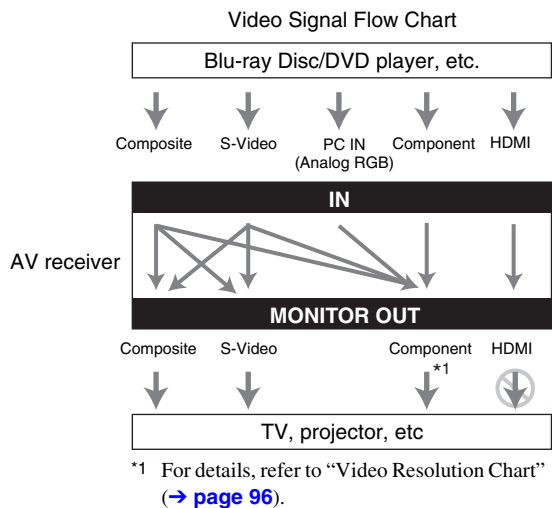 Video Signal Flow Chart
Blu-ray Disc/DVD player, etc.
Composite S-Video PC IN Component HDMI
(Analog RGB)
IN
AV receiver
MONITOR OUT
Composite S-Video Component HDMI
*1
TV, projector, etc
*1 For details, refer to “Video Resolution Chart”
(➔ page 96).